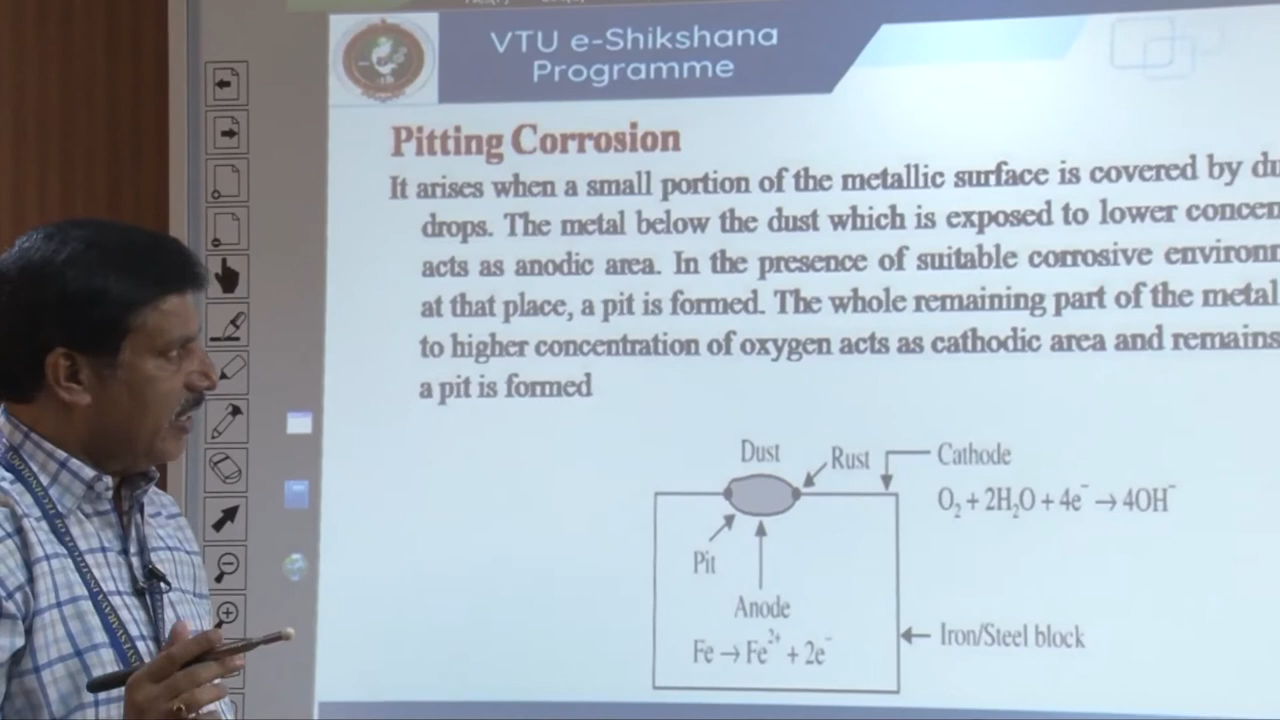 VTU e-Shikshana
Programme
Pitting Corrosion
It arises when a small portion of the metallic surface is covered by
drops. The metal below the dust which is exposed to lower
acts as anodic area. In the presence of suitable corrosive
at that place, a pit is formed. The whole remaining part of the metal
to higher concentration of oxygen acts as cathodic area and remains
a pit is formed
Dust
Rust
Cathode
O₂ + 2H₂O + 4e⁻ → 4OH⁻
Pit
Anode
Fe → Fe²⁺ + 2e⁻
Iron/Steel block
INSTITUTE OF TECHNOLOGY